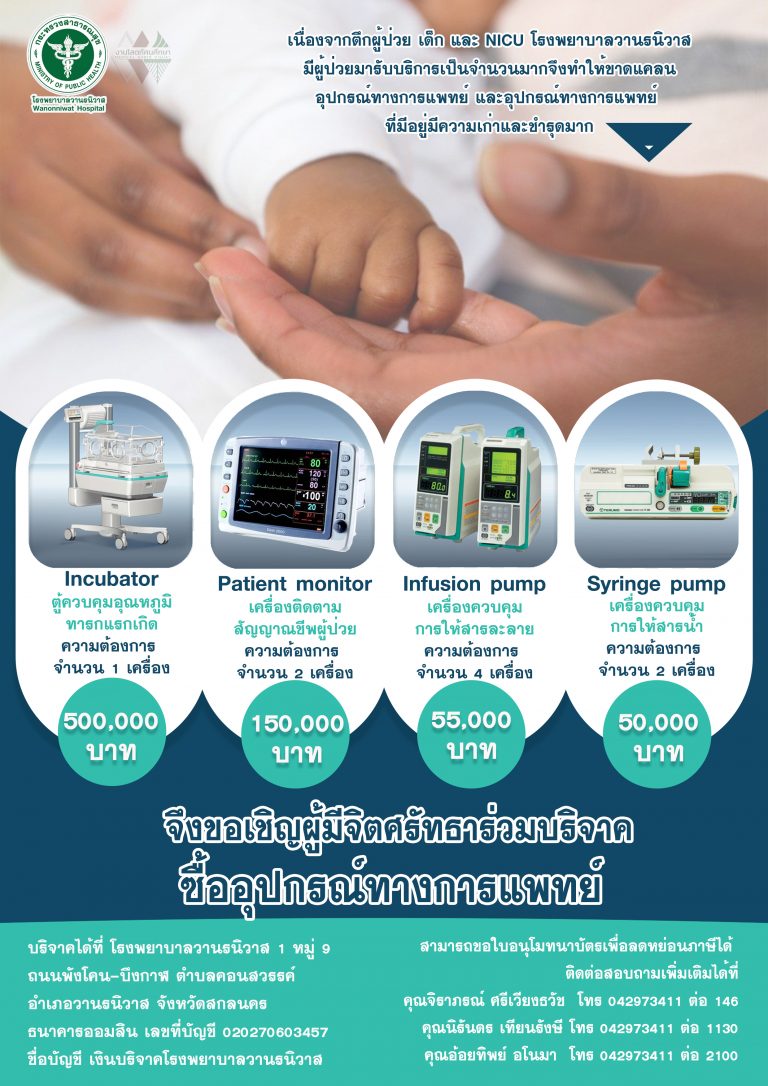 กระทรวงสาธารณสุข
MINISTRY OF PUBLIC HEALTH
โรงพยาบาลวานรนิวาส
Wanonniwat Hospital
งานโสตทัศนศึกษา
เนื่องจากตึกผู้ป่วย เด็ก และ NICU โรงพยาบาลวานรนิวาส
มีผู้ป่วยมารับบริการเป็นจำนวนมากจึงทำให้ขาดแคลน
อุปกรณ์ทางการแพทย์ และอุปกรณ์ทางการแพทย์
ที่มีอยู่มีความเก่าและชำรุดมาก
Incubator
ตู้ควบคุมอุณหภูมิ
ทารกแรกเกิด
ความต้องการ
จำนวน 1 เครื่อง
500,000
บาท
Patient monitor
เครื่องติดตาม
สัญญาณชีพผู้ป่วย
ความต้องการ
จำนวน 2 เครื่อง
150,000
บาท
Infusion pump
เครื่องควบคุม
การให้สารละลาย
ความต้องการ
จำนวน 4 เครื่อง
55,000
บาท
Syringe pump
เครื่องควบคุม
การให้สารน้ำ
ความต้องการ
จำนวน 2 เครื่อง
50,000
บาท
จึงขอเชิญผู้มีจิตศรัทธาร่วมบริจาค
ซื้ออุปกรณ์ทางการแพทย์
บริจาคได้ที่ โรงพยาบาลวานรนิวาส 1 หมู่ 9
ถนนพังโคน-บึงกาฬ ตำบลคอนสวรรค์
อำเภอวานรนิวาส จังหวัดสกลนคร
ธนาคารออมสิน เลขที่บัญชี 020270603457
ชื่อบัญชี เงินบริจาคโรงพยาบาลวานรนิวาส
สามารถขอใบอนุโมทนาบัตรเพื่อลดหย่อนภาษีได้
ติดต่อสอบถามเพิ่มเติมได้ที่
คุณจิราภรณ์ ศรีเวียงธวัช โทร 042973411 ต่อ 146
คุณนิรันตร เทียนรังษี โทร 042973411 ต่อ 1130
คุณอ้อยทิพย์ อโนมา โทร 042973411 ต่อ 2100